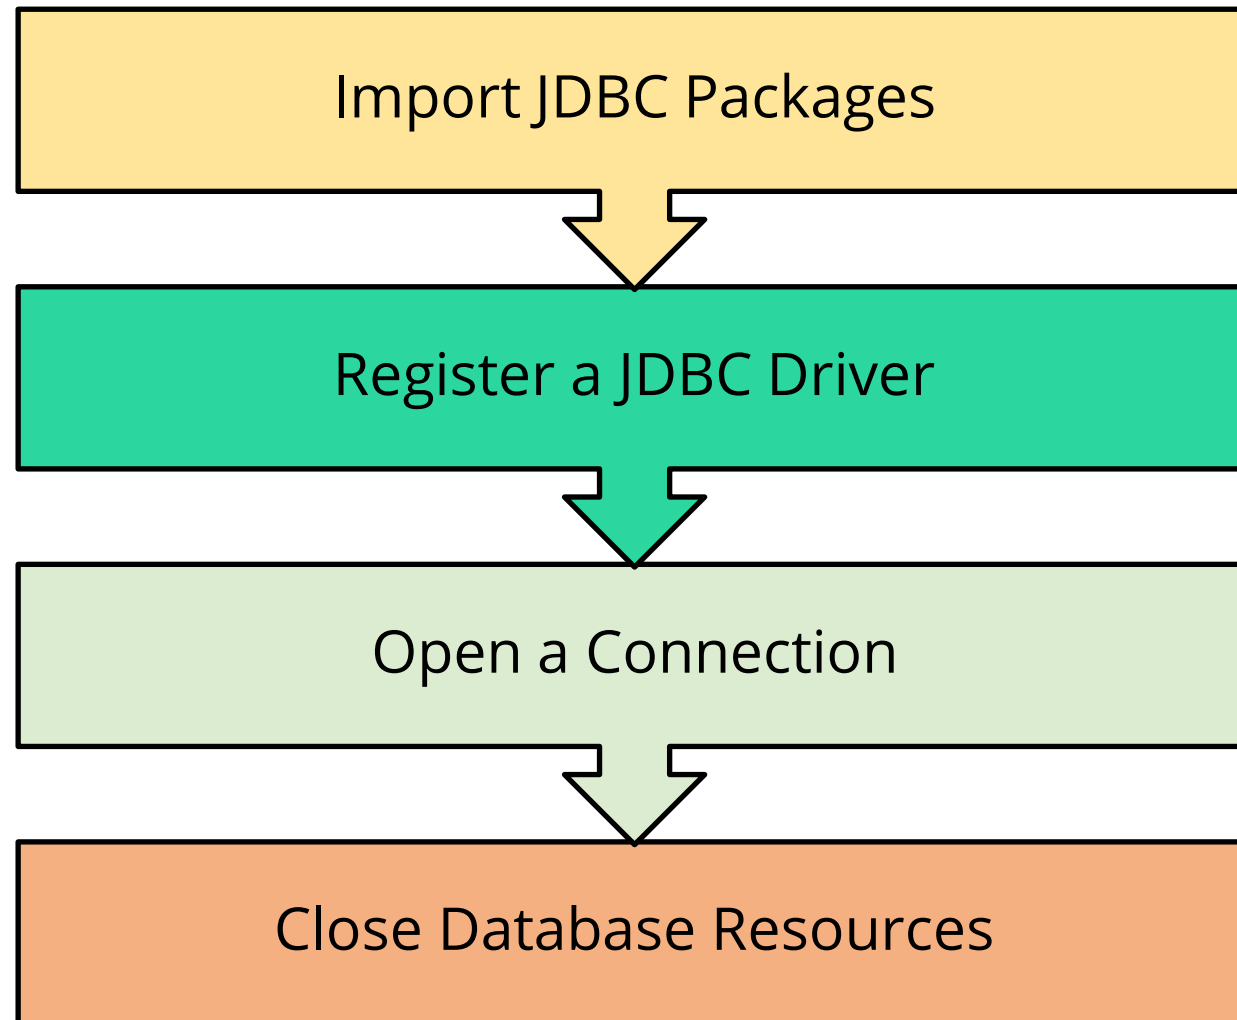 Import JDBC Packages
Register a JDBC Driver
Open a Connection
Close Database Resources